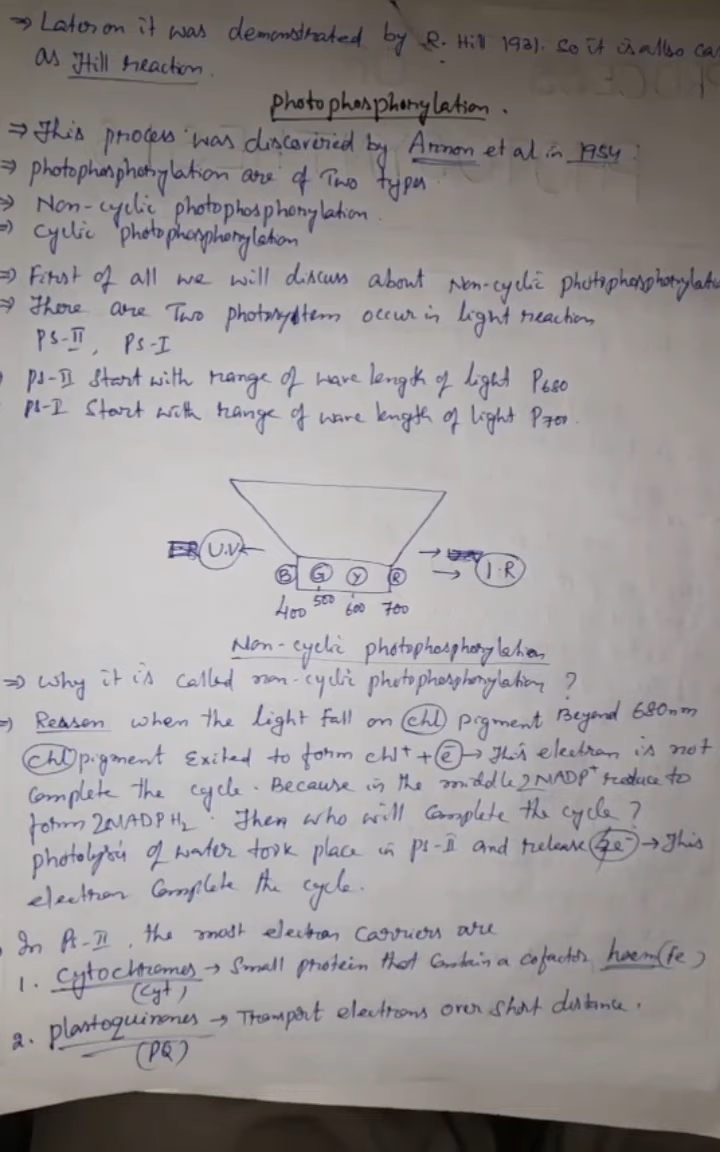 ⇒ Later on it was demonstrated by R. Hill 1931. So it is also ca
as Hill reaction.
photophosphorylation.
⇒ This process was discovered by Arnon et al in 1954.
⇒ photophosphorylation are of Two types
⇒ Non-cyclic photophosphorylation.
⇒ cyclic photophosphorylation
⇒ First of all we will discuss about Non-cyclic photophosphorylatio
⇒ There are Two photosystem occur in light reaction
PS-II, PS-I
PS-II Start with range of wave length of light P680
PS-I Start with range of wave length of light P700.
U.V ← → I.R
B G Y R
400 500 600 700
Non-cyclic photophosphorylation
⇒ Why it is called non-cyclic photophosphorylation ?
⇒ Reason when the light fall on chl pigment Beyond 680nm
chl pigment Exited to form chl+ + e- → This electron is not
Complete the cycle. Because in the middle 2NADP+ reduce to
form 2NADPH2. Then who will Complete the cycle?
photolysis of water took place in ps-II and release 4e- → This
electron Complete the cycle.
In PS-II, the most electron carriers are
1. cytochromes → Small protein that Contain a cofactor haem(Fe)
(Cyt)
2. plastoquinones → Transport electrons over short distance.
(PQ)